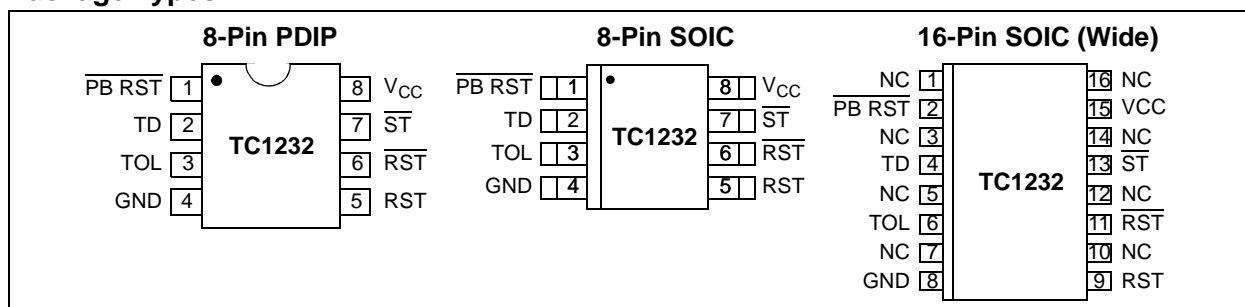 Package Types
8-Pin PDIP
PB RST 1
TD 2
TOL 3
GND 4
TC1232
8 VCC
7 ST
6 RST
5 RST
8-Pin SOIC
PB RST 1
TD 2
TOL 3
GND 4
TC1232
8 VCC
7 ST
6 RST
5 RST
16-Pin SOIC (Wide)
NC 1
PB RST 2
NC 3
TD 4
NC 5
TOL 6
NC 7
GND 8
TC1232
16 NC
15 VCC
14 NC
13 ST
12 NC
11 RST
10 NC
9 RST